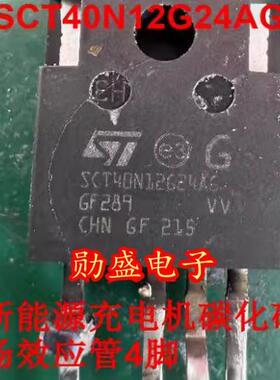 SCT40N12G24AG
CH
ST e3 G
SCT40N12G24AG
GF289 VV
CHN GF 215
勋盛电子
新能源充电机碳化硅
场效应管4脚